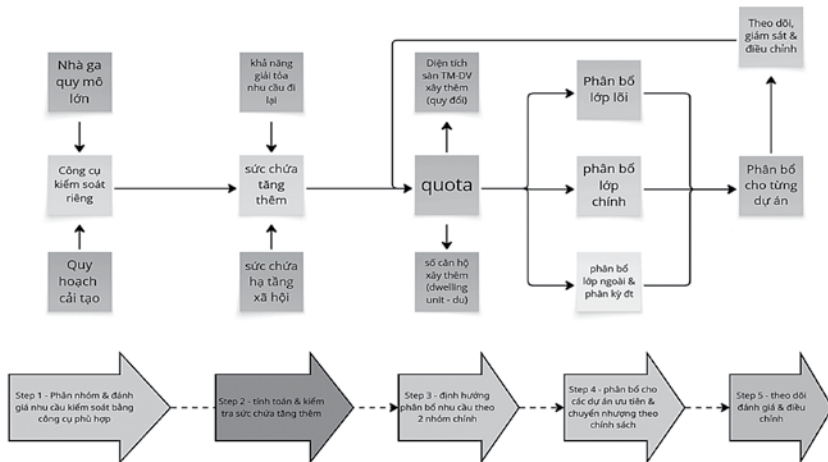 Nhà ga
quy mô
lớn
Công cụ
kiểm soát
riêng
Quy
hoạch
cải tạo
khả năng
giải tỏa
nhu cầu đi
lại
sức chứa
tăng
thêm
sức chứa
hạ tầng
xã hội
Diện tích
sàn TM-DV
xây thêm
(quy đổi)
quota
số căn hộ
xây thêm
(dwelling
unit - du)
Phân bổ
lớp lõi
phân bổ
lớp
chính
phân bổ
lớp ngoài &
phân kỳ đt
Theo dõi,
giám sát &
điều chỉnh
Phân bổ
cho từng
dự án
Step 1 - Phân nhóm & đánh
giá nhu cầu kiểm soát bằng
công cụ phù hợp
Step 2 - tính toán & kiểm
tra sức chứa tăng thêm
Step 3 - định hướng
phân bổ nhu cầu theo
2 nhóm chính
Step 4 - phân bổ cho
các dự án ưu tiên &
chuyển nhượng theo
chính sách
Step 5 - theo dõi
đánh giá & điều
chỉnh